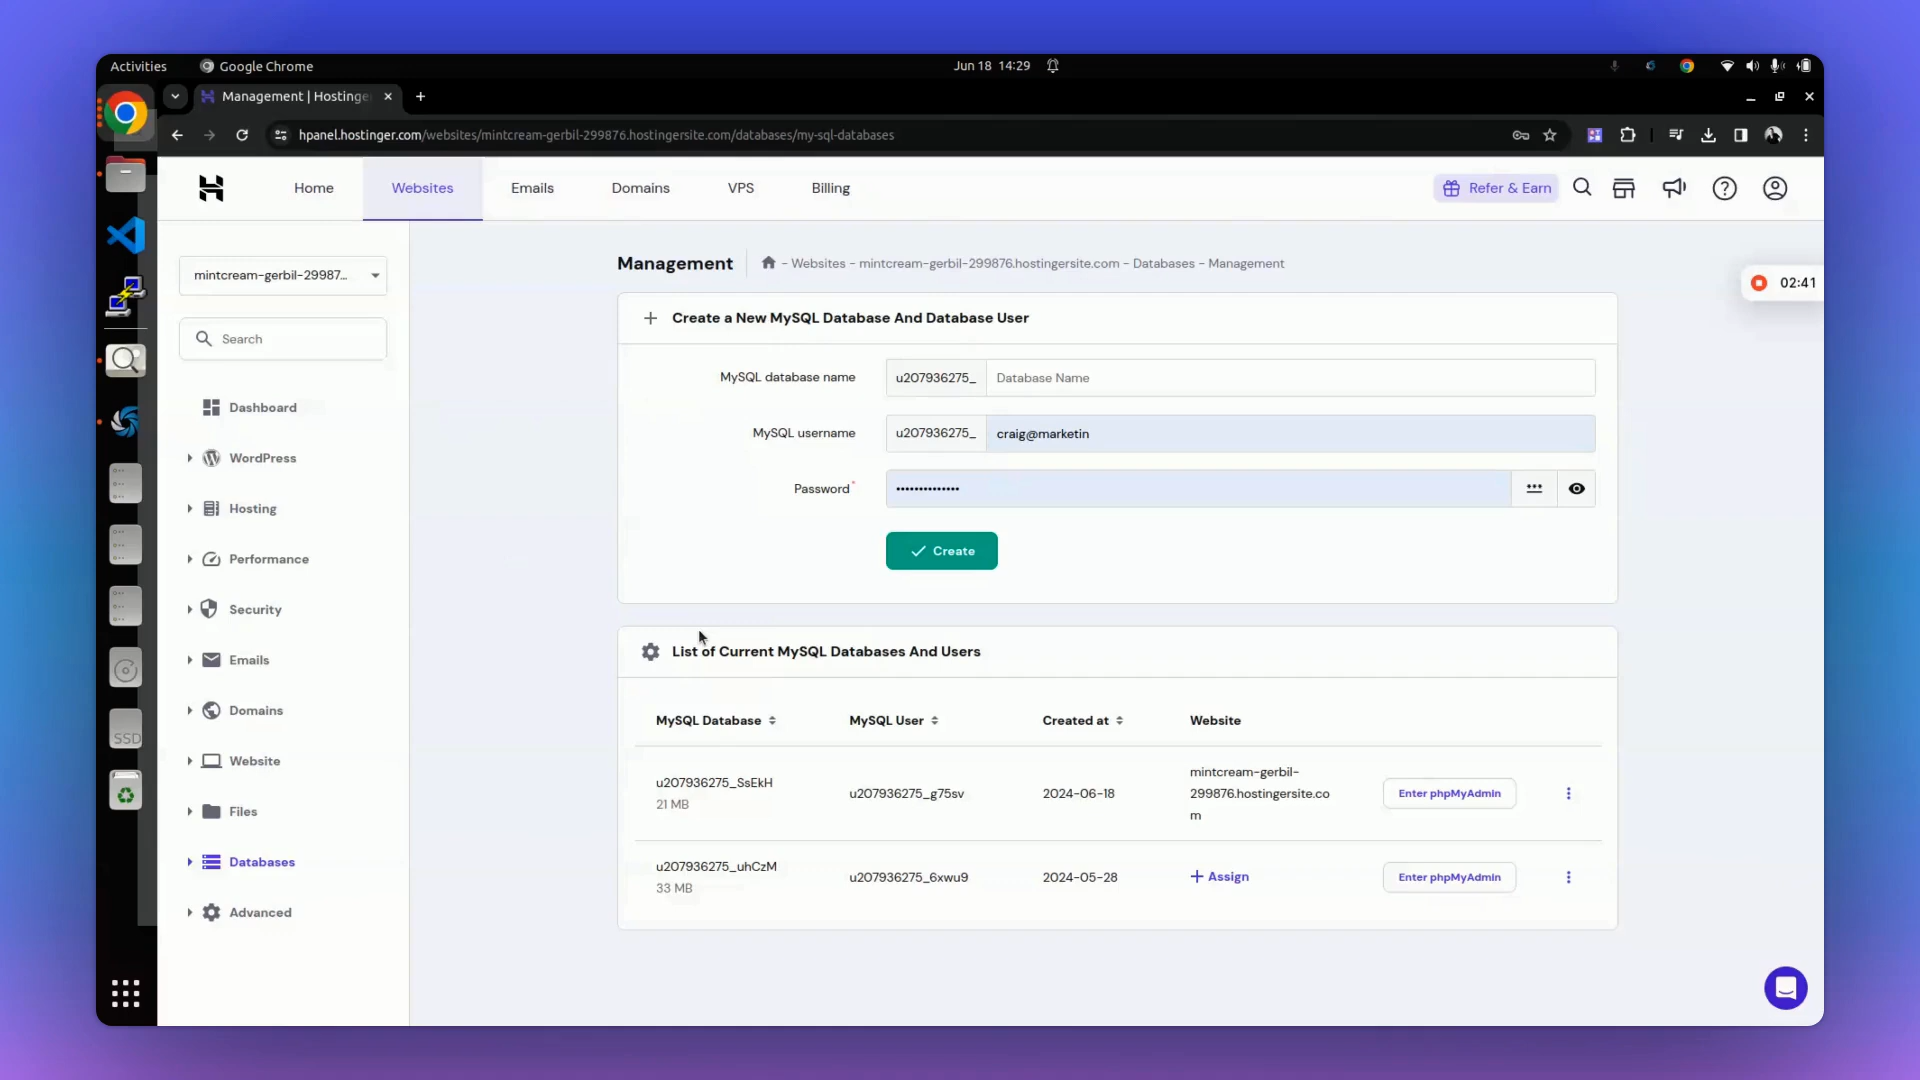 Activities
Google Chrome
Jun 18 14:29
Management | Hostinge
hpanel.hostinger.com/websites/mintcream-gerbil-299876.hostingersite.com/databases/my-sql-databases
Home
Websites
Emails
Domains
VPS
Billing
Refer & Earn
mintcream-gerbil-29987...
Search
Dashboard
WordPress
Hosting
Performance
Security
Emails
Domains
Website
Files
Databases
Advanced
SSD
Management
- Websites - mintcream-gerbil-299876.hostingersite.com - Databases - Management
02:41
Create a New MySQL Database And Database User
MySQL database name
u207936275_
Database Name
MySQL username
u207936275_
craig@marketin
Password*
••••••••••••••
Create
List of Current MySQL Databases And Users
MySQL Database
MySQL User
Created at
Website
u207936275_SsEkH
21 MB
u207936275_g75sv
2024-06-18
mintcream-gerbil-
299876.hostingersite.co
m
Enter phpMyAdmin
u207936275_uhCzM
33 MB
u207936275_6xwu9
2024-05-28
+ Assign
Enter phpMyAdmin